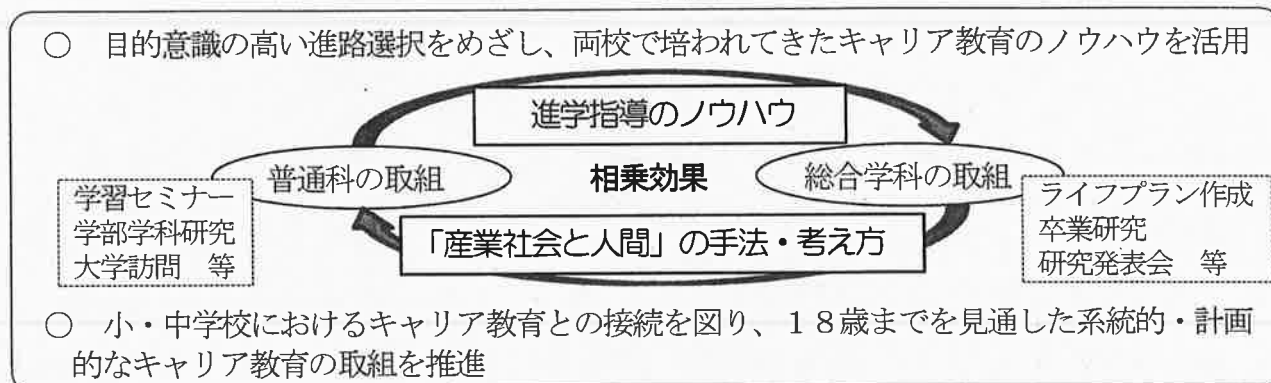 ○　目的意識の高い進路選択をめざし、両校で培われてきたキャリア教育のノウハウを活用
進学指導のノウハウ
普通科の取組
相乗効果
総合学科の取組
学習セミナー
学部学科研究
大学訪問　等
ライフプラン作成
卒業研究
研究発表会　等
「産業社会と人間」の手法・考え方
○　小・中学校におけるキャリア教育との接続を図り、１８歳までを見通した系統的・計画
的なキャリア教育の取組を推進